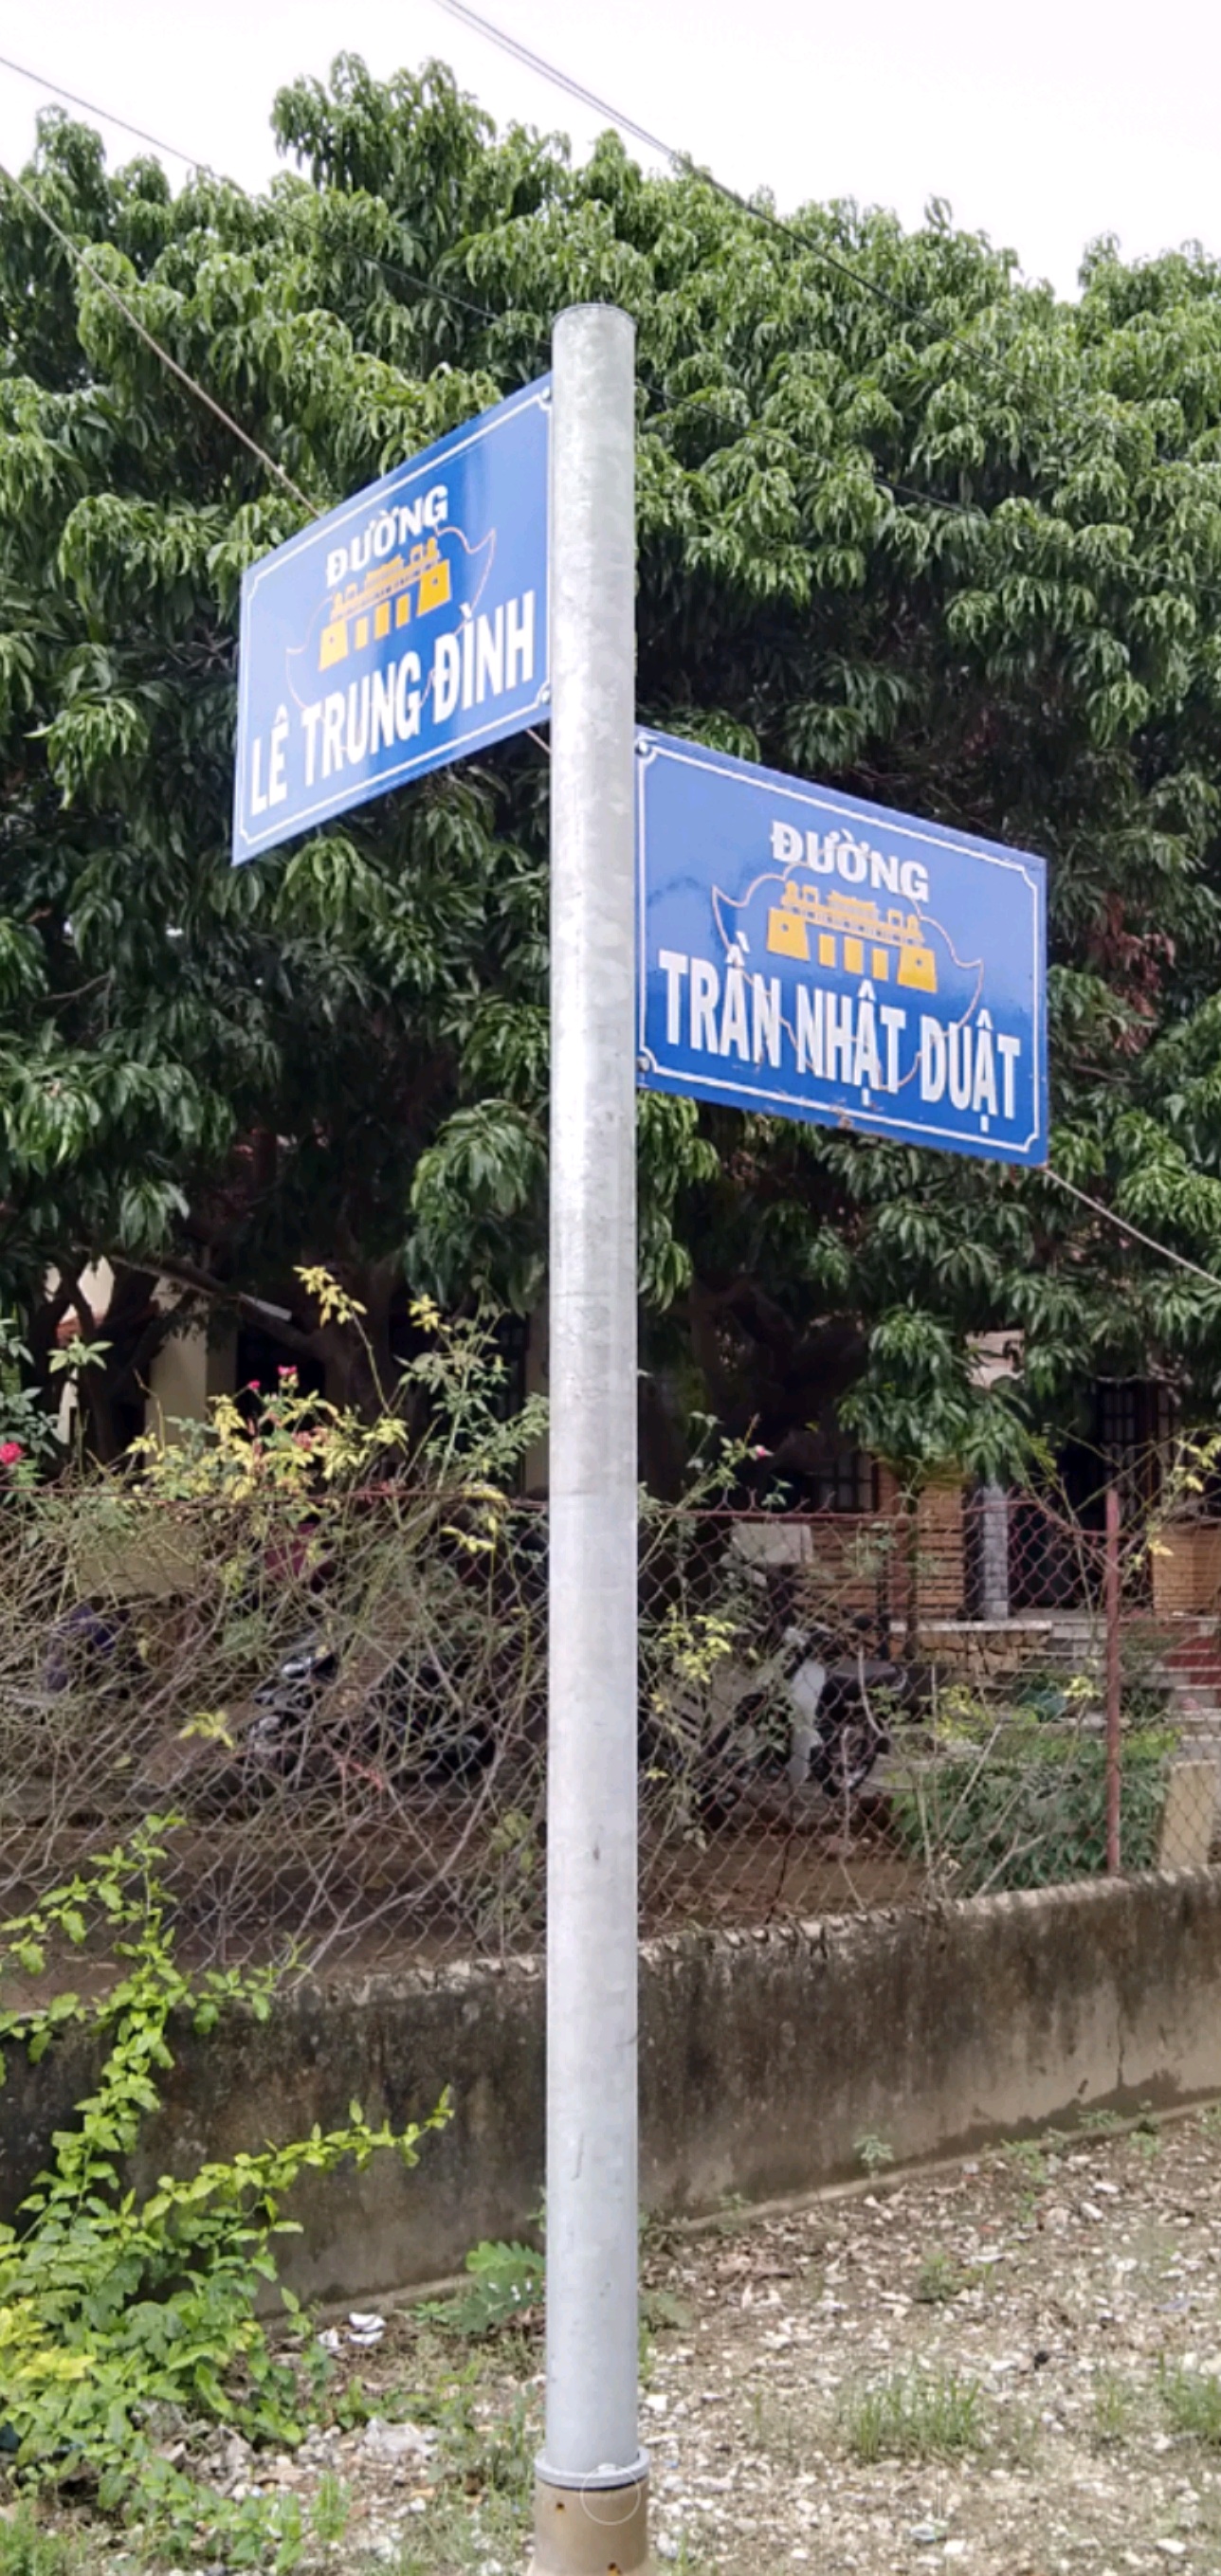 ĐƯỜNG
LÊ TRUNG ĐÌNH
ĐƯỜNG
TRẦN NHẬT DUẬT